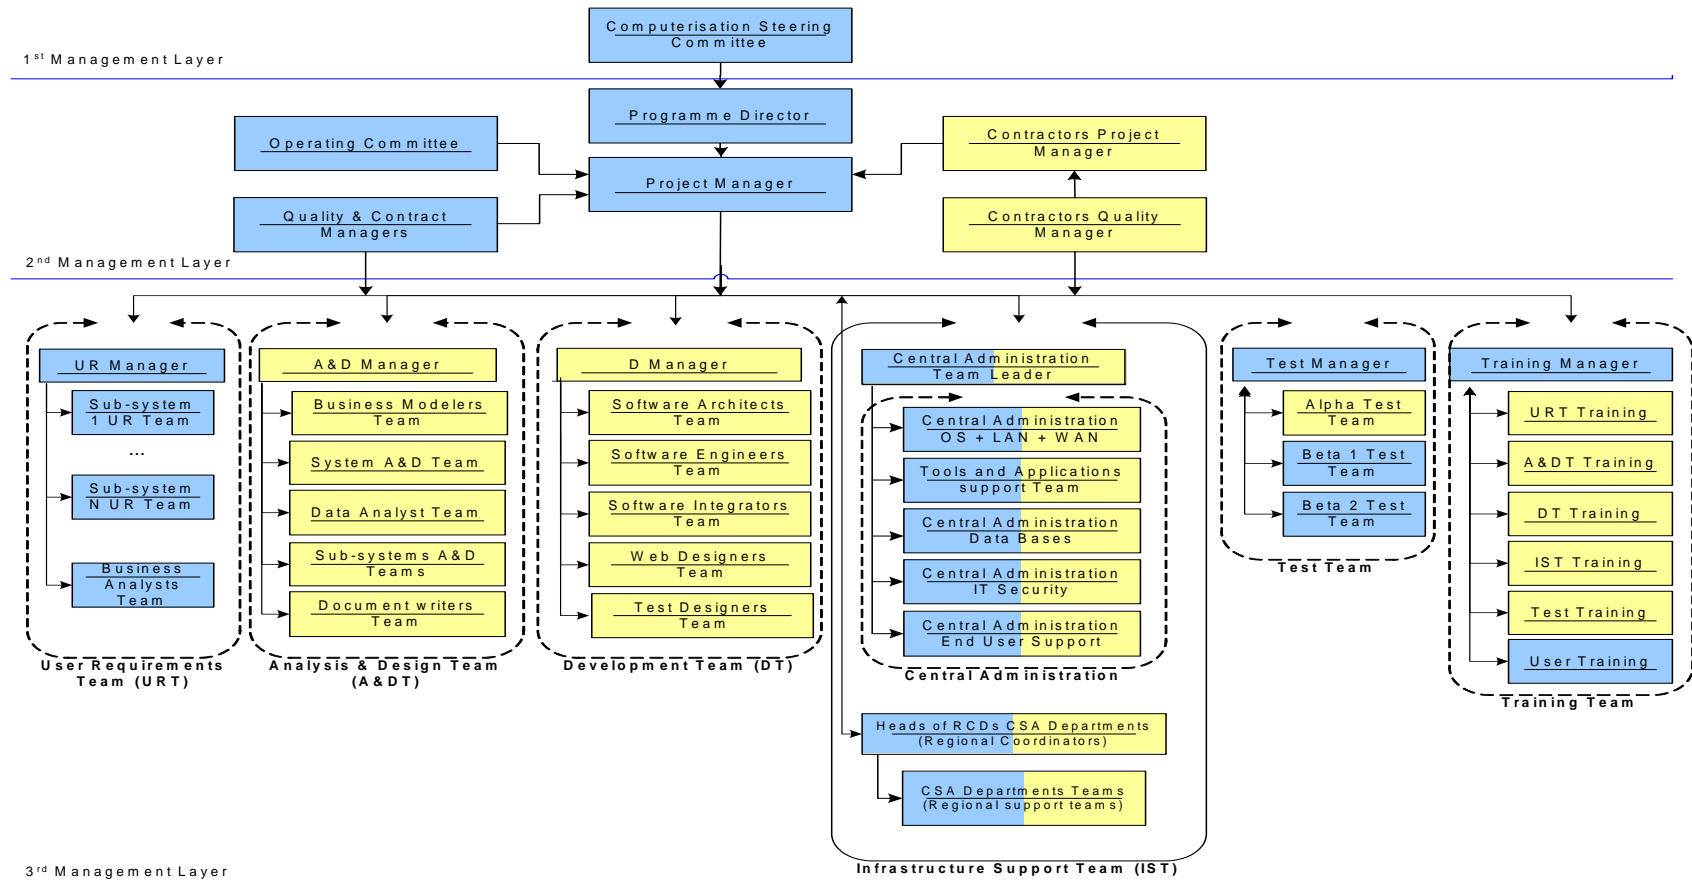 Computerisation Steering
Committee
1st Management Layer
Programme Director
Operating Committee
Contractors Project
Manager
Project Manager
Quality & Contract
Managers
Contractors Quality
Manager
2nd Management Layer
UR Manager
Sub-system
1 UR Team
...
Sub-system
N UR Team
Business
Analysts
Team
User Requirements
Team (URT)
A&D Manager
Business Modelers
Team
System A&D Team
Data Analyst Team
Sub-systems A&D
Teams
Document writers
Team
Analysis & Design Team
(A&DT)
D Manager
Software Architects
Team
Software Engineers
Team
Software Integrators
Team
Web Designers
Team
Test Designers
Team
Development Team (DT)
Central Administration
Team Leader
Central Administration
OS + LAN + WAN
Tools and Applications
support Team
Central Administration
Data Bases
Central Administration
IT Security
Central Administration
End User Support
Central Administration
Heads of RCDs CSA Departments
(Regional Coordinators)
CSA Departments Teams
(Regional support teams)
Infrastructure Support Team (IST)
Test Manager
Alpha Test
Team
Beta 1 Test
Team
Beta 2 Test
Team
Test Team
Training Manager
URT Training
A&DT Training
DT Training
IST Training
Test Training
User Training
Training Team
3rd Management Layer